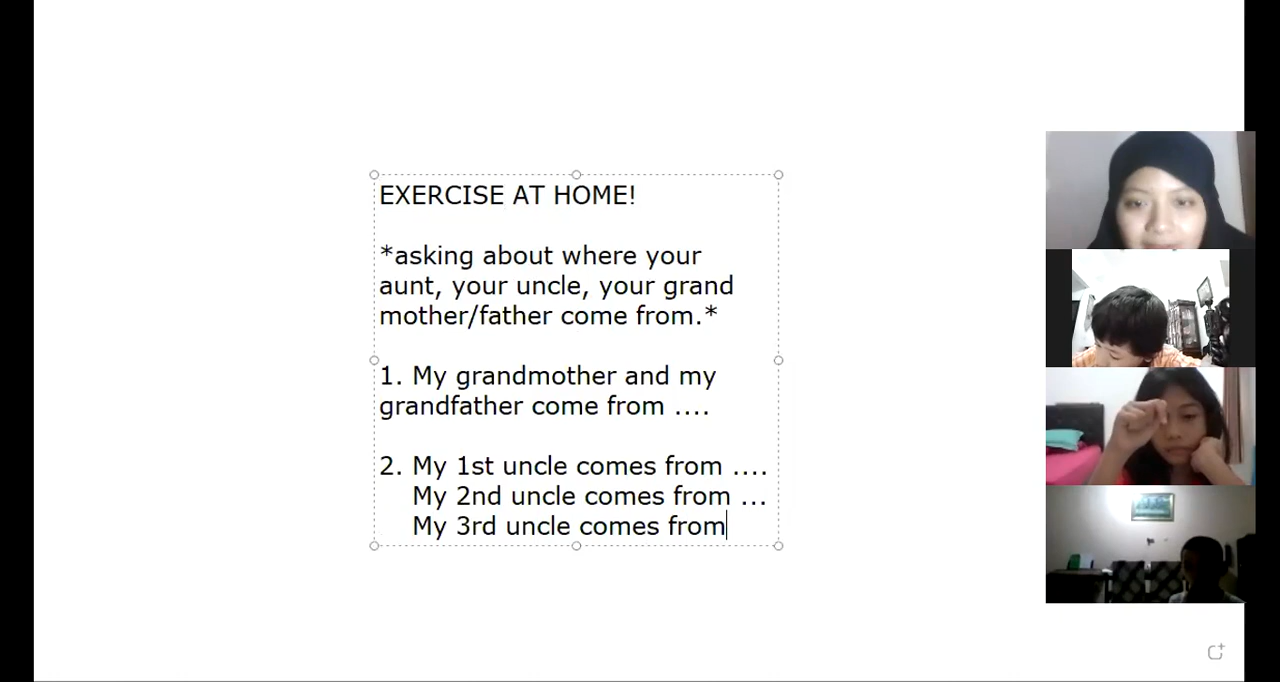 EXERCISE AT HOME!
*asking about where your
aunt, your uncle, your grand
mother/father come from.*
1. My grandmother and my
grandfather come from ....
2. My 1st uncle comes from ....
My 2nd uncle comes from ...
My 3rd uncle comes from